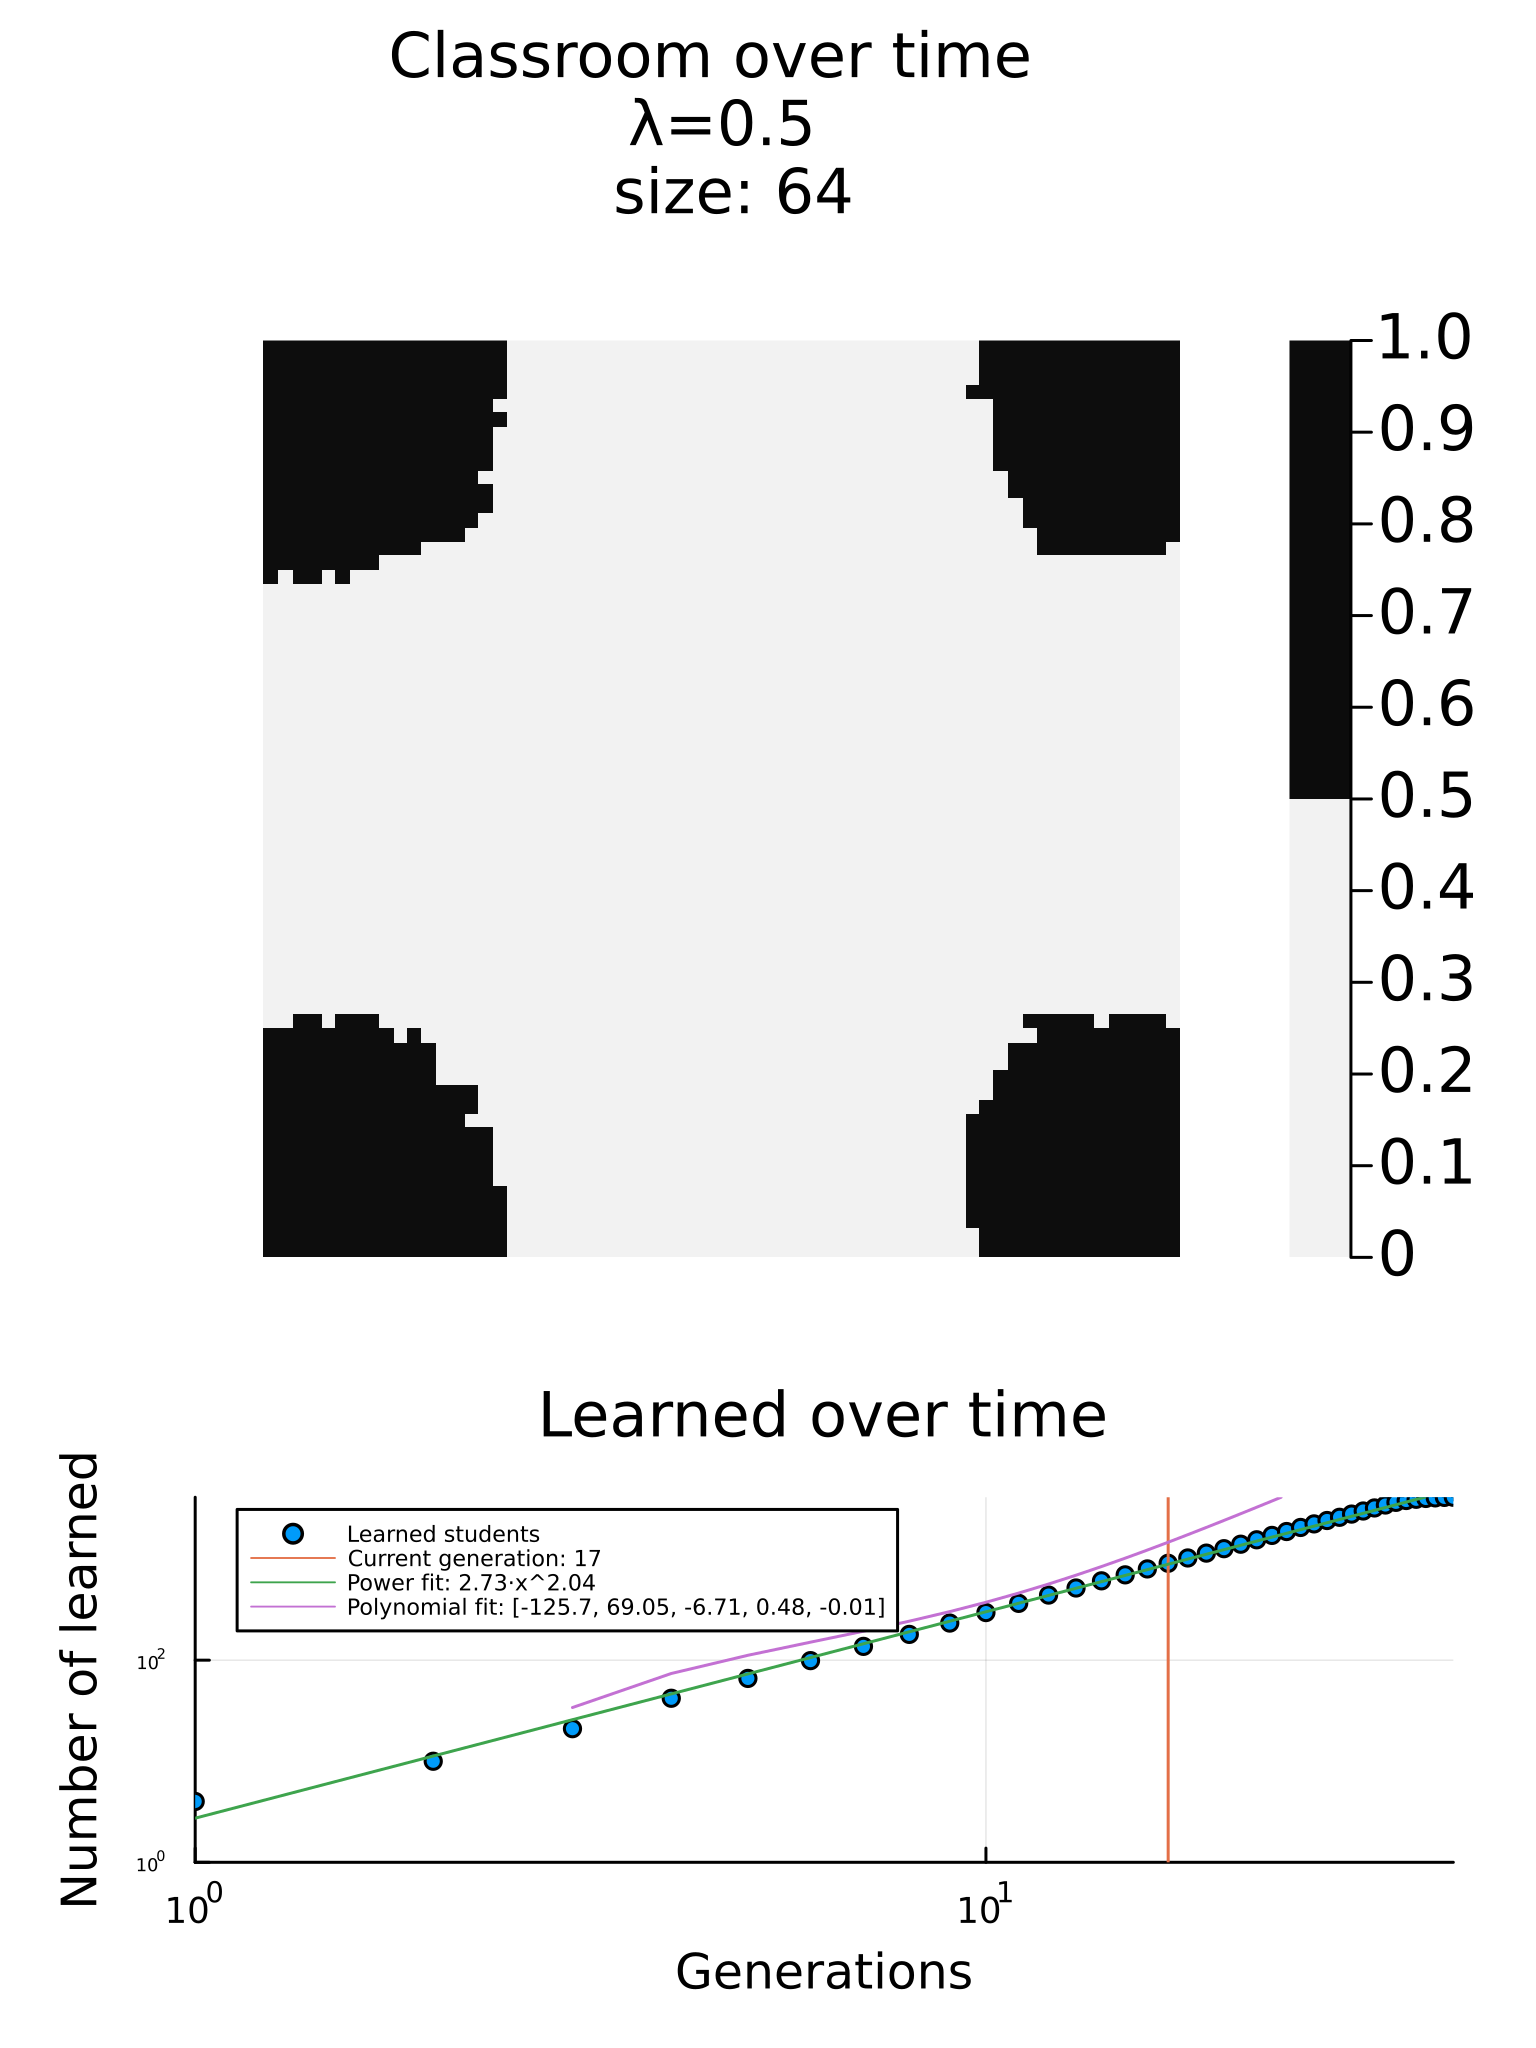 Classroom over time
λ=0.5
size: 64
1.0
0.9
0.8
0.7
0.6
0.5
0.4
0.3
0.2
0.1
0
Learned over time
Number of learned
Learned students
Current generation: 17
Power fit: 2.73·x^2.04
Polynomial fit: [-125.7, 69.05, -6.71, 0.48, -0.01]
10²
10⁰
10⁰ 10¹
Generations